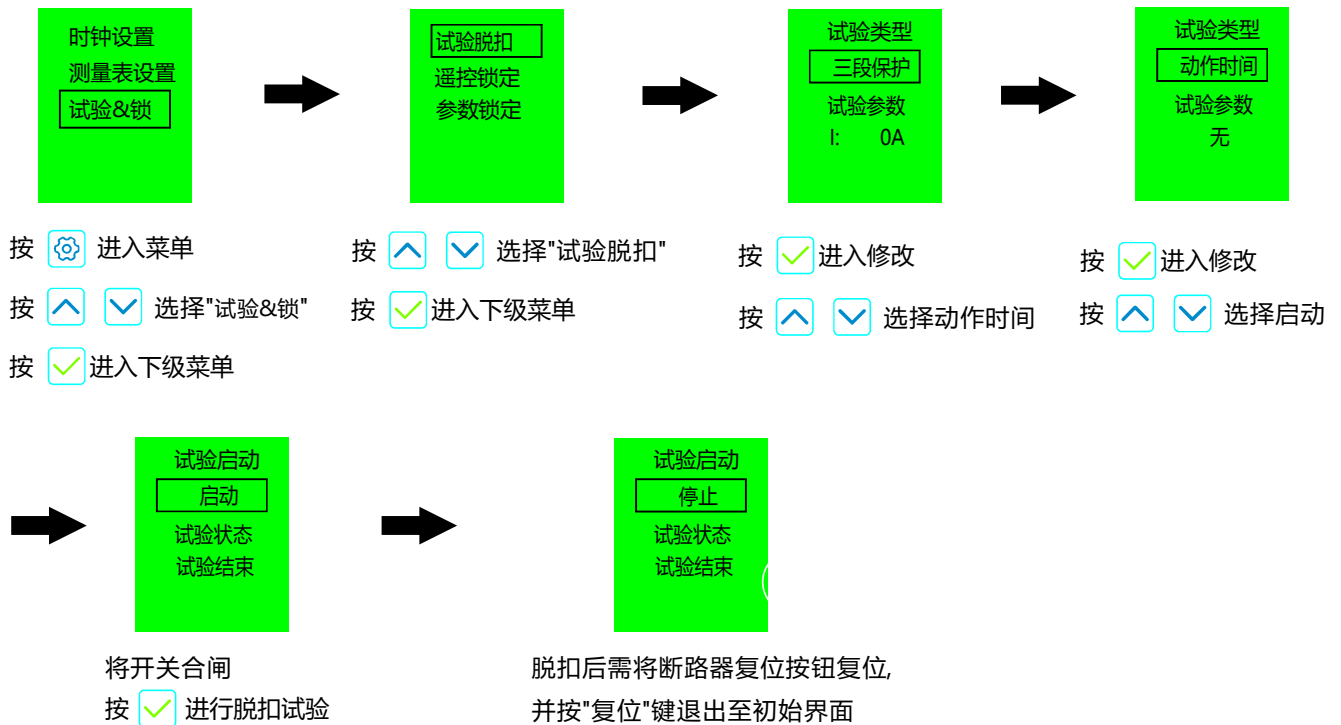 时钟设置
测量表设置
试验&锁
按 进入菜单
按 选择"试验&锁"
按 进入下级菜单
试验脱扣
遥控锁定
参数锁定
按 选择"试验脱扣"
按 进入下级菜单
试验类型
三段保护
试验参数
I: 0A
按 进入修改
按 选择动作时间
试验类型
动作时间
试验参数
无
按 进入修改
按 选择启动
试验启动
启动
试验状态
试验结束
将开关合闸
按 进行脱扣试验
试验启动
停止
试验状态
试验结束
脱扣后需将断路器复位按钮复位,
并按"复位"键退出至初始界面